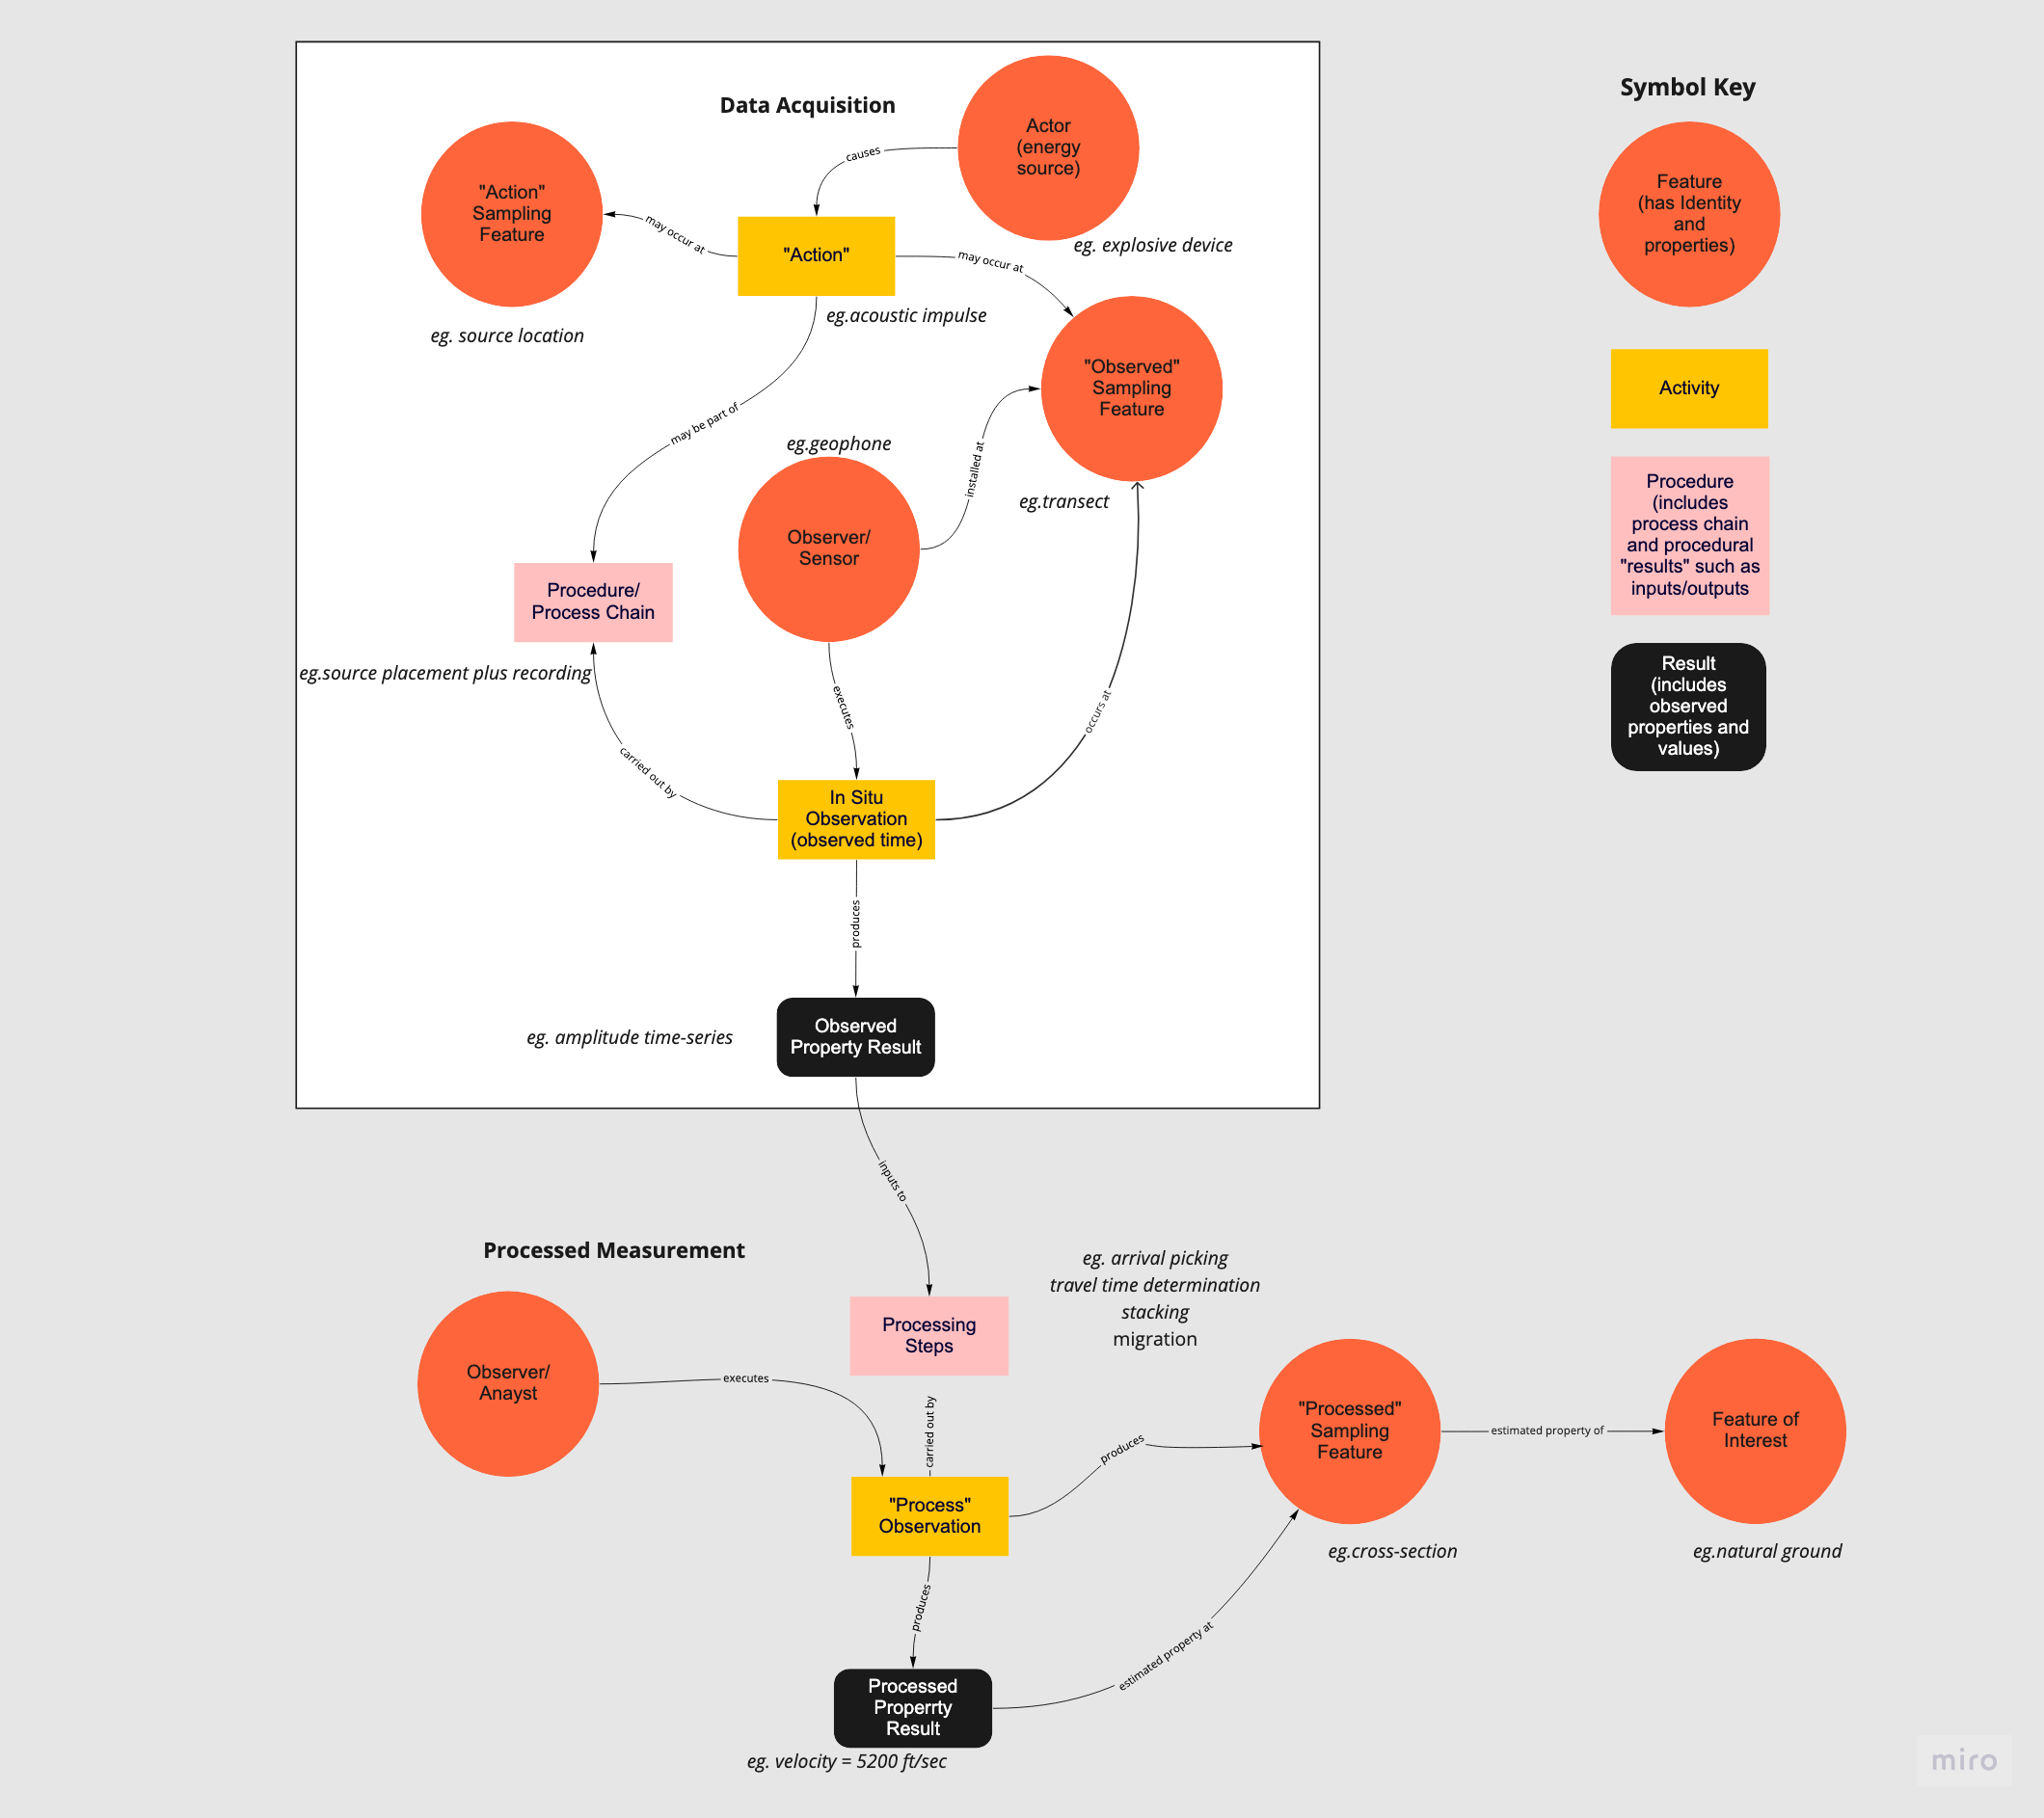 Data Acquisition
Actor
(energy
source)
causes
"Action"
Sampling
Feature
may occur at
"Action"
eg. explosive device
may occur at
eg.acoustic impulse
eg. source location
"Observed"
Sampling
Feature
may be part of
eg.geophone
installed at
eg.transect
Observer/
Sensor
Procedure/
Process Chain
eg.source placement plus recording
executes
occurs at
carried out by
In Situ
Observation
(observed time)
produces
Observed
Property Result
eg. amplitude time-series
inputs to
Processed Measurement
eg. arrival picking
travel time determination
stacking
migration
Processing
Steps
Observer/
Anayst
executes
carried out by
"Process"
Observation
produces
"Processed"
Sampling
Feature
estimated property of
Feature of
Interest
eg.cross-section
eg.natural ground
produces
estimated property at
Processed
Properrty
Result
eg. velocity = 5200 ft/sec
Symbol Key
Feature
(has Identity
and
properties)
Activity
Procedure
(includes
process chain
and procedural
"results" such as
inputs/outputs
Result
(includes
observed
properties and
values)
miro